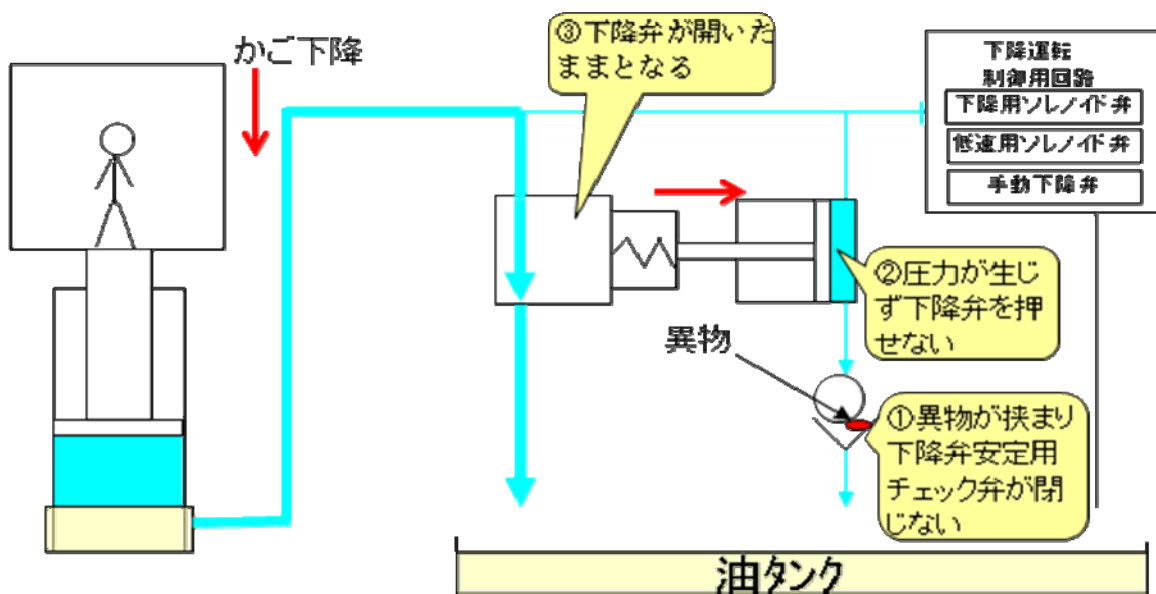 かご下降
③下降弁が開いた
ままとなる
下降運転
制御用回路
下降用ソレノイド弁
低速用ソレノイド弁
手動下降弁
②圧力が生じ
ず下降弁を押
せない
異物
①異物が挟まり
下降弁安定用
チェック弁が閉
じない
油タンク